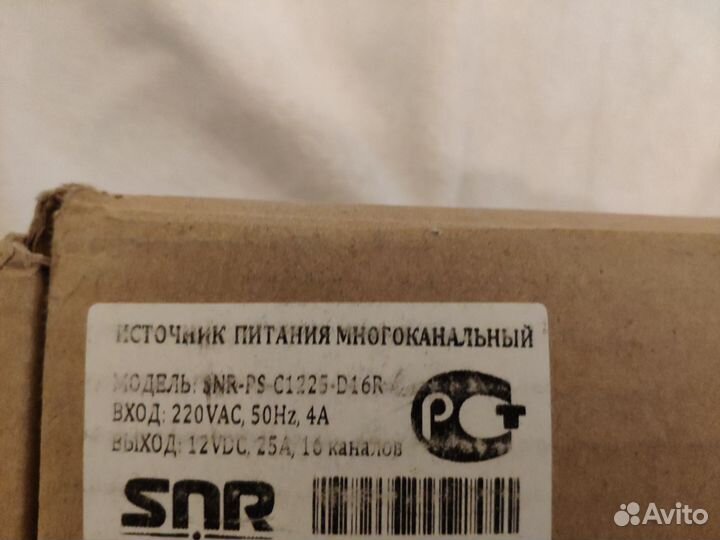 ИСТОЧНИК ПИТАНИЯ МНОГОКАНАЛЬНЫЙ
МОДЕЛЬ: SNR-PS-C1225-D16R
ВХОД: 220VAC, 50Hz, 4A
ВЫХОД: 12VDC, 25A, 16 каналов
РСТ
SNR
Avito